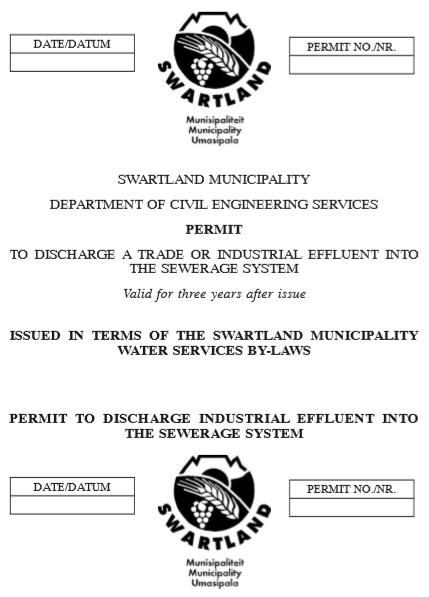 DATE/DATUM
PERMIT NO./NR.
SWARTLAND
Munisipaliteit
Municipality
Umasipala
SWARTLAND MUNICIPALITY
DEPARTMENT OF CIVIL ENGINEERING SERVICES
PERMIT
TO DISCHARGE A TRADE OR INDUSTRIAL EFFLUENT INTO
THE SEWERAGE SYSTEM
Valid for three years after issue
ISSUED IN TERMS OF THE SWARTLAND MUNICIPALITY
WATER SERVICES BY-LAWS
PERMIT TO DISCHARGE INDUSTRIAL EFFLUENT INTO
THE SEWERAGE SYSTEM
DATE/DATUM
PERMIT NO./NR.
SWARTLAND
Munisipaliteit
Municipality
Umasipala